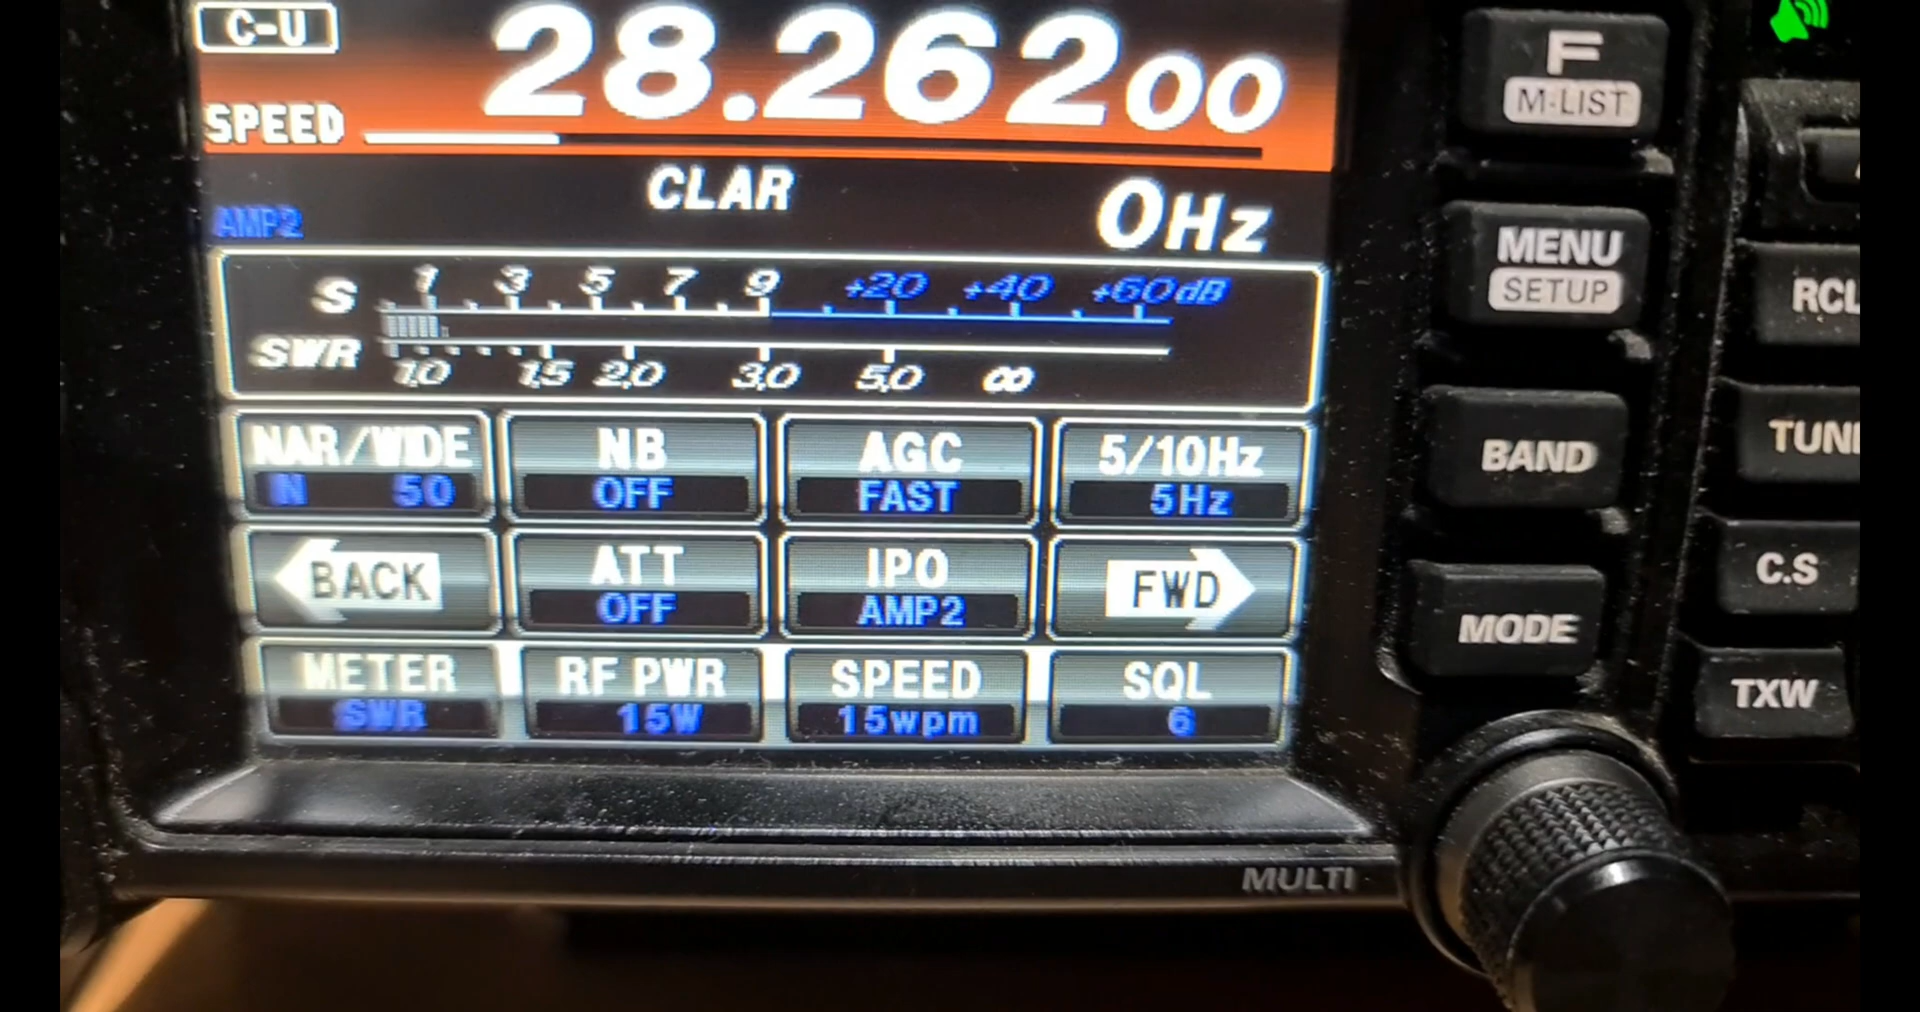 C-U
28.26200
SPEED
CLAR
0Hz
AMP2
S 1 3 5 7 9 +20 +40 +60dB
SWR 1.0 1.5 2.0 3.0 5.0 ∞
NAR/WIDE NB AGC 5/10Hz
N 50 OFF FAST 5Hz
BACK ATT IPO FWD
OFF AMP2
METER RF PWR SPEED SQL
SWR 15W 15wpm 6
MULTI
F
M-LIST
MENU
SETUP
BAND
MODE
C.S
TXW